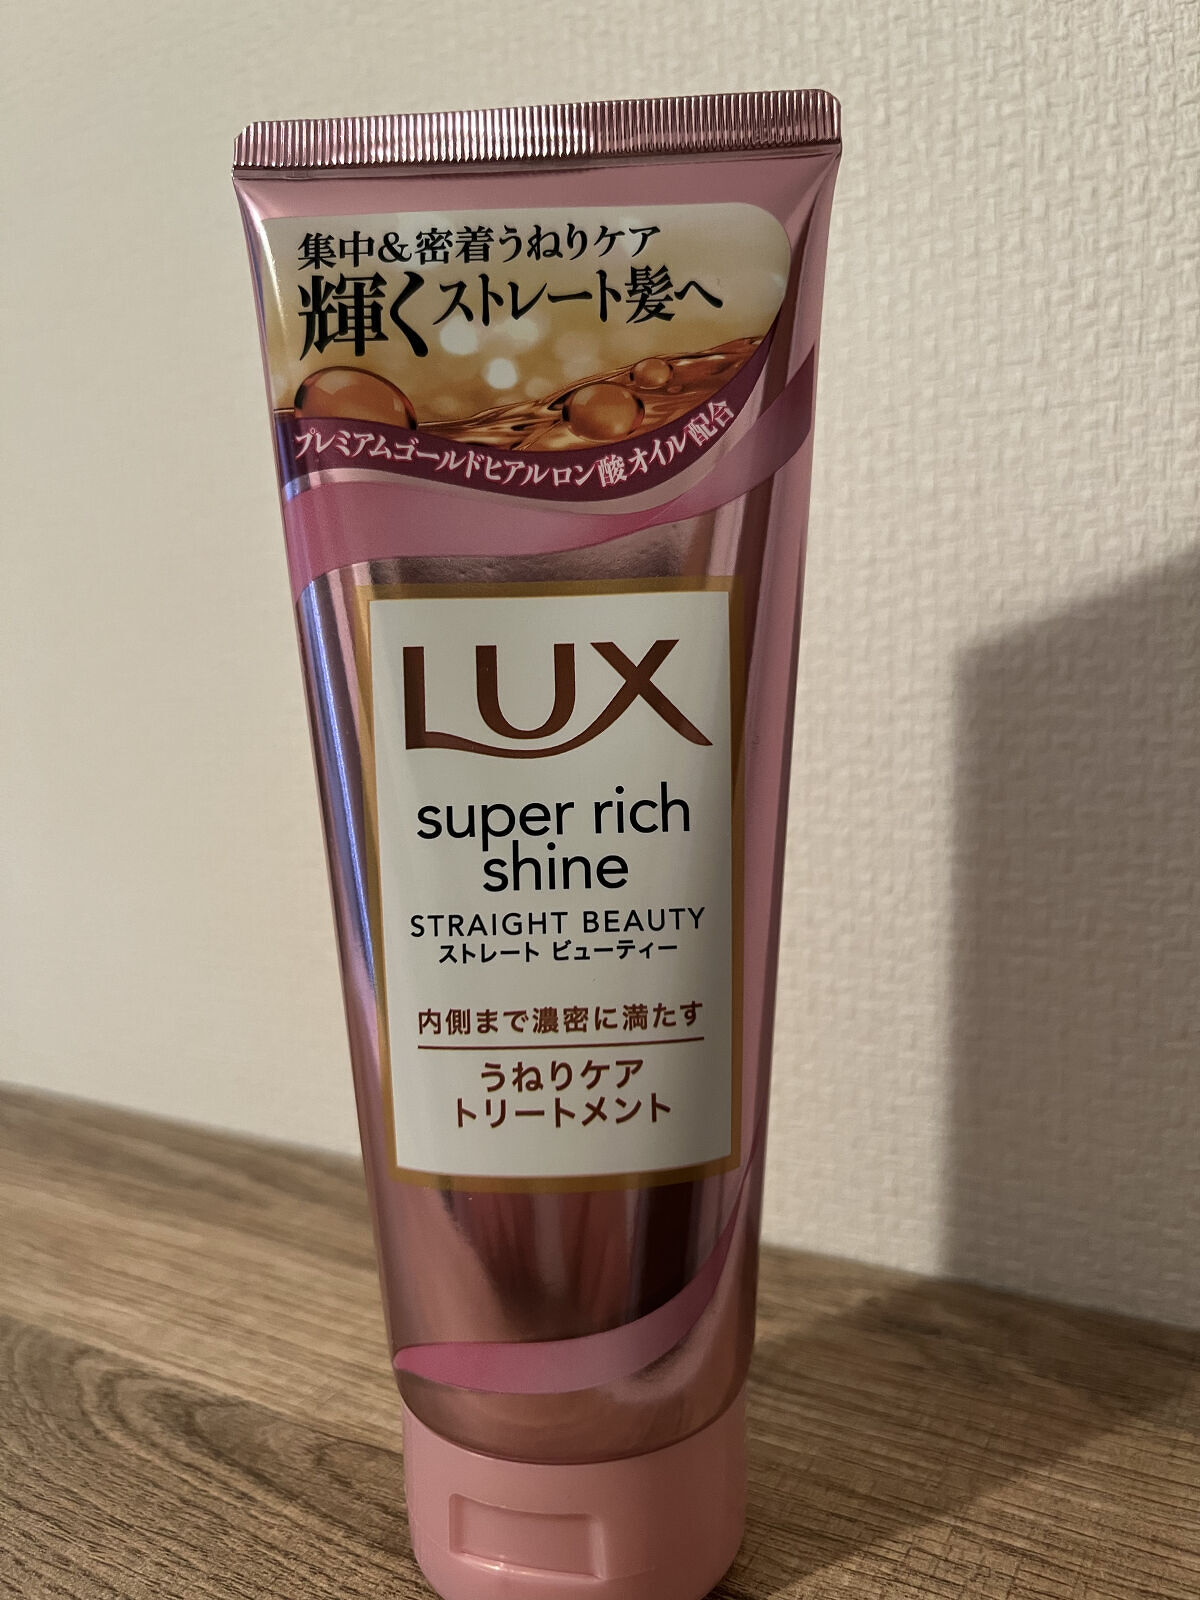 集中&密着うねりケア
輝くストレート髪へ
プレミアムゴールドヒアルロン酸オイル配合
LUX
super rich
shine
STRAIGHT BEAUTY
ストレート ビューティー
内側まで濃密に満たす
うねりケア
トリートメント